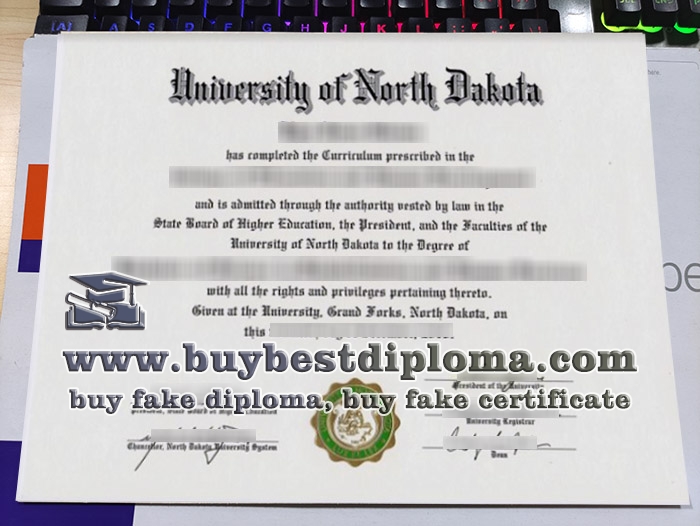 University of North Dakota
has completed the Curriculum prescribed in the
and is admitted through the authority vested by law in the
State Board of Higher Education, the President, and the Faculties of the
University of North Dakota to the Degree of
with all the rights and privileges pertaining thereto.
Given at the University, Grand Forks, North Dakota, on
this
www.buybestdiploma.com
President of the University
buy fake diploma, buy fake certificate
University Registrar
Chancellor, North Dakota University System
Dean